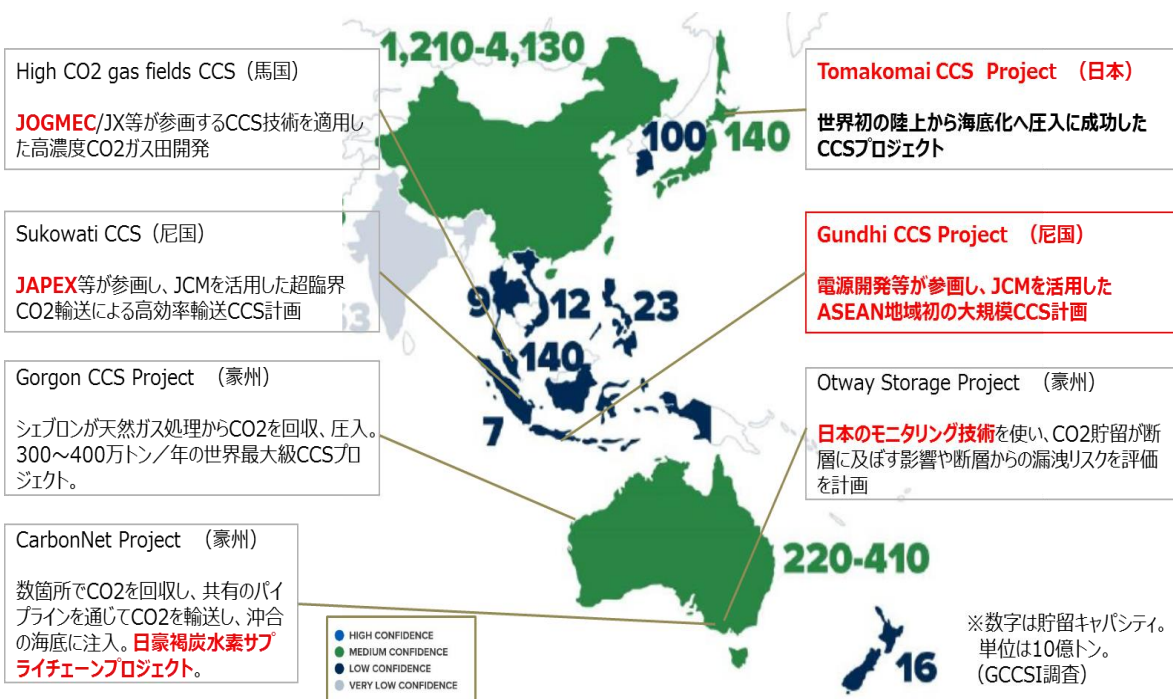 High CO2 gas fields CCS（馬国）
JOGMEC/JX等が参画するCCS技術を適用し
た高濃度CO2ガス田開発
Sukowati CCS（尼国）
JAPEX等が参画し、JCMを活用した超臨界
CO2輸送による高効率輸送CCS計画
Gorgon CCS Project （豪州）
シェブロンが天然ガス処理からCO2を回収、圧入。
300～400万トン／年の世界最大級CCSプロ
ジェクト。
CarbonNet Project （豪州）
数箇所でCO2を回収し、共有のパイ
プラインを通じてCO2を輸送し、沖合
の海底に注入。日豪褐炭水素サプ
ライチェーンプロジェクト。
1,210-4,130
100
140
9
12
23
140
7
220-410
16
HIGH CONFIDENCE
MEDIUM CONFIDENCE
LOW CONFIDENCE
VERY LOW CONFIDENCE
Tomakomai CCS Project （日本）
世界初の陸上から海底化へ圧入に成功した
CCSプロジェクト
Gundhi CCS Project （尼国）
電源開発等が参画し、JCMを活用した
ASEAN地域初の大規模CCS計画
Otway Storage Project （豪州）
日本のモニタリング技術を使い、CO2貯留が断
層に及ぼす影響や断層からの漏洩リスクを評価
を計画
※数字は貯留キャパシティ。
単位は10億トン。
（GCCSI調査）